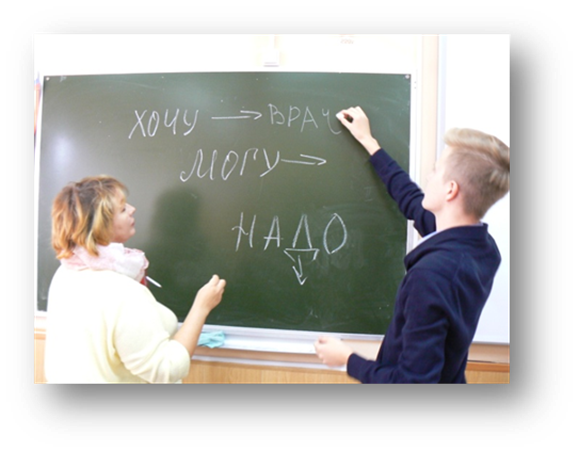 ХОЧУ → ВРАЧ
МОГУ →
НАДО
↓